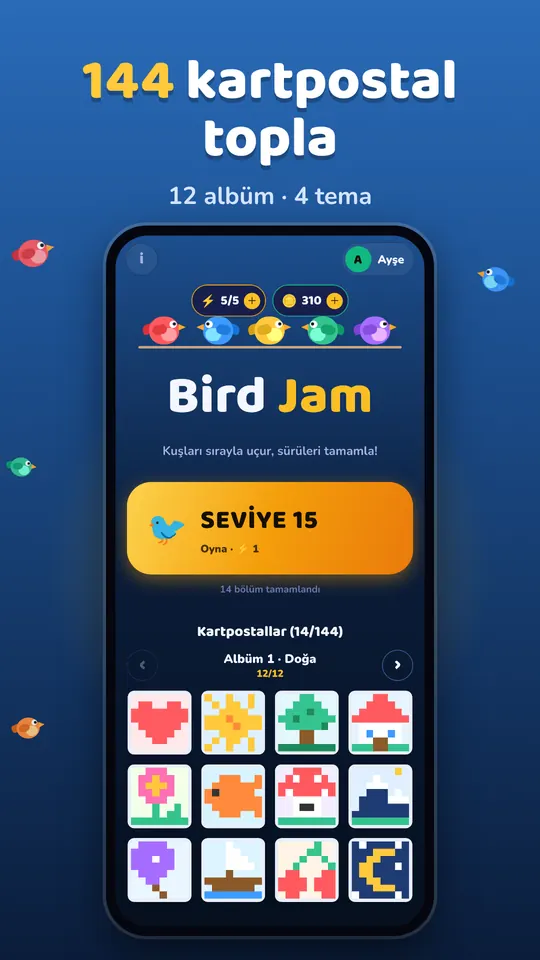 144 kartpostal
topla
12 albüm · 4 tema
i
A Ayşe
5/5 +
310 +
Bird Jam
Kuşları sırayla uçur, sürüleri tamamla!
SEVİYE 15
Oyna · ⚡ 1
14 bölüm tamamlandı
Kartpostallar (14/144)
‹ Albüm 1 · Doğa ›
12/12